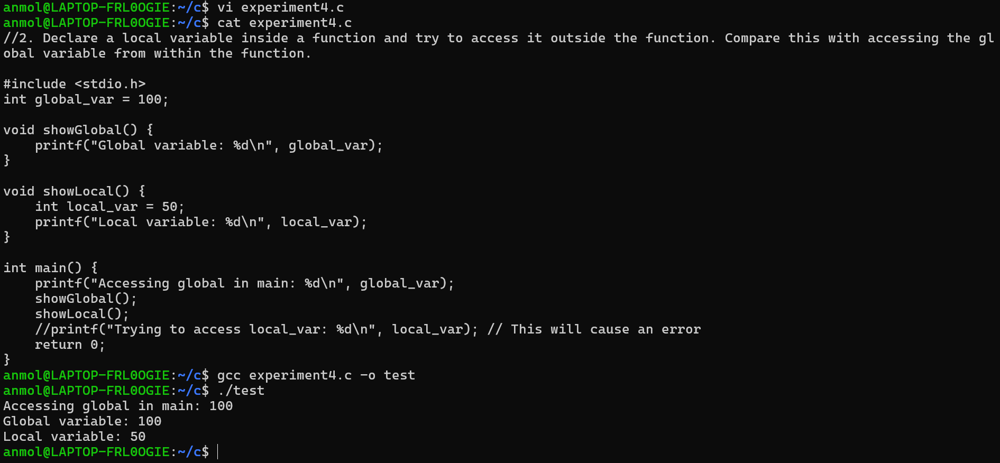 anmol@LAPTOP-FRL0OGIE:~/c$ vi experiment4.c
anmol@LAPTOP-FRL0OGIE:~/c$ cat experiment4.c
//2. Declare a local variable inside a function and try to access it outside the function. Compare this with accessing the gl
obal variable from within the function.

#include <stdio.h>
int global_var = 100;

void showGlobal() {
    printf("Global variable: %d\n", global_var);
}

void showLocal() {
    int local_var = 50;
    printf("Local variable: %d\n", local_var);
}

int main() {
    printf("Accessing global in main: %d\n", global_var);
    showGlobal();
    showLocal();
    //printf("Trying to access local_var: %d\n", local_var); // This will cause an error
    return 0;
}
anmol@LAPTOP-FRL0OGIE:~/c$ gcc experiment4.c -o test
anmol@LAPTOP-FRL0OGIE:~/c$ ./test
Accessing global in main: 100
Global variable: 100
Local variable: 50
anmol@LAPTOP-FRL0OGIE:~/c$